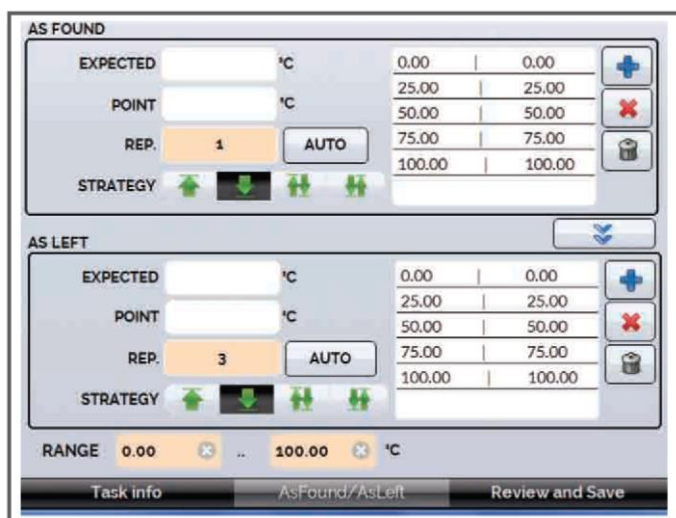 AS FOUND
EXPECTED °C
POINT °C
REP. 1 AUTO
STRATEGY
0.00 | 0.00
25.00 | 25.00
50.00 | 50.00
75.00 | 75.00
100.00 | 100.00
AS LEFT
EXPECTED °C
POINT °C
REP. 3 AUTO
STRATEGY
0.00 | 0.00
25.00 | 25.00
50.00 | 50.00
75.00 | 75.00
100.00 | 100.00
RANGE 0.00 .. 100.00 °C
Task info AsFound/AsLeft Review and Save